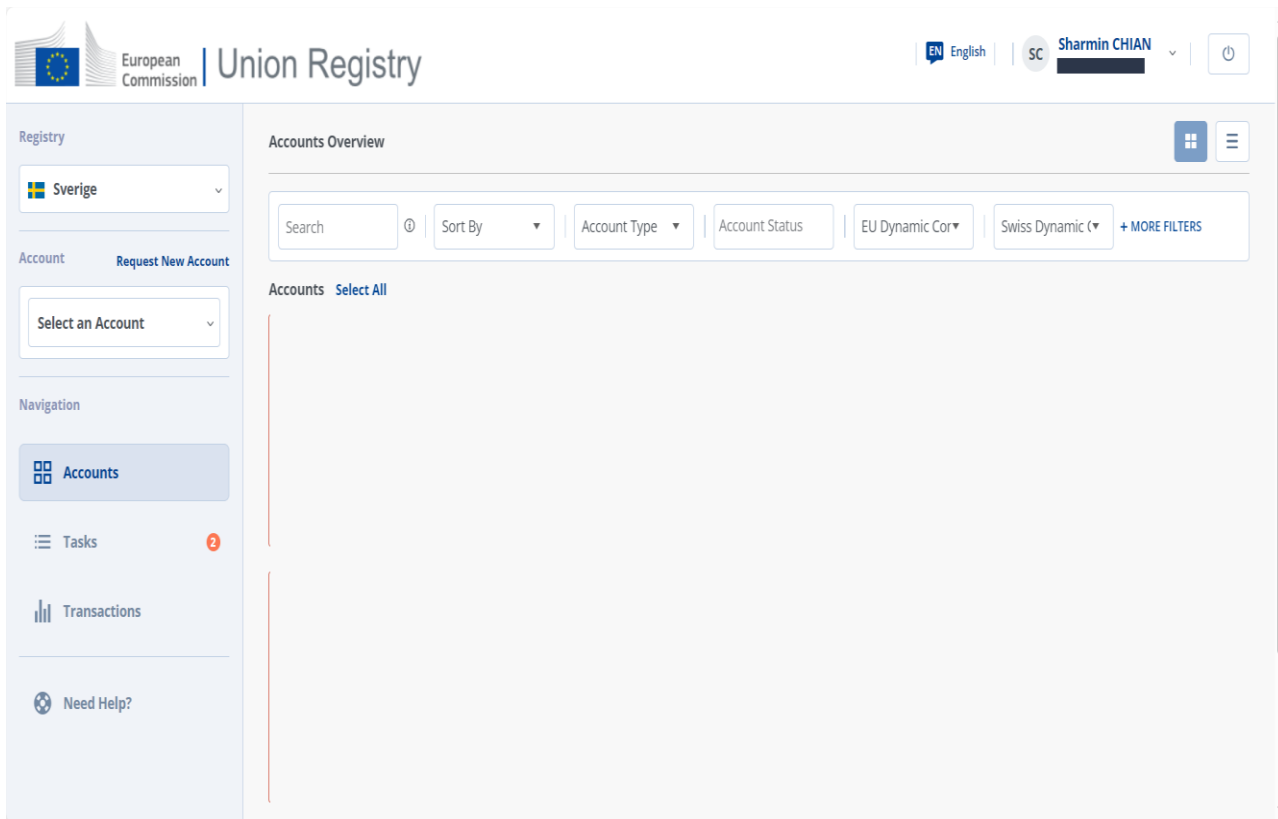 European
Commission
Union Registry
EN English
SC
Sharmin CHIAN
Registry
Sverige
Account
Request New Account
Select an Account
Navigation
Accounts
Tasks
2
Transactions
Need Help?
Accounts Overview
Search
Sort By
Account Type
Account Status
EU Dynamic Cor
Swiss Dynamic (
+ MORE FILTERS
Accounts Select All